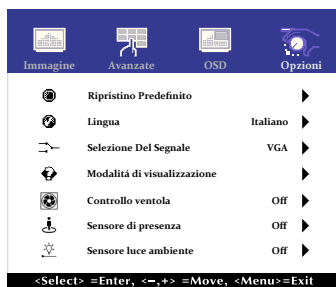 Immagine Avanzate OSD Opzioni
Ripristino Predefinito
Lingua Italiano
Selezione Del Segnale VGA
Modalitá di visualizzazione
Controllo ventola Off
Sensore di presenza Off
Sensore luce ambiente Off
<Select> =Enter, <−,+> =Move, <Menu>=Exit